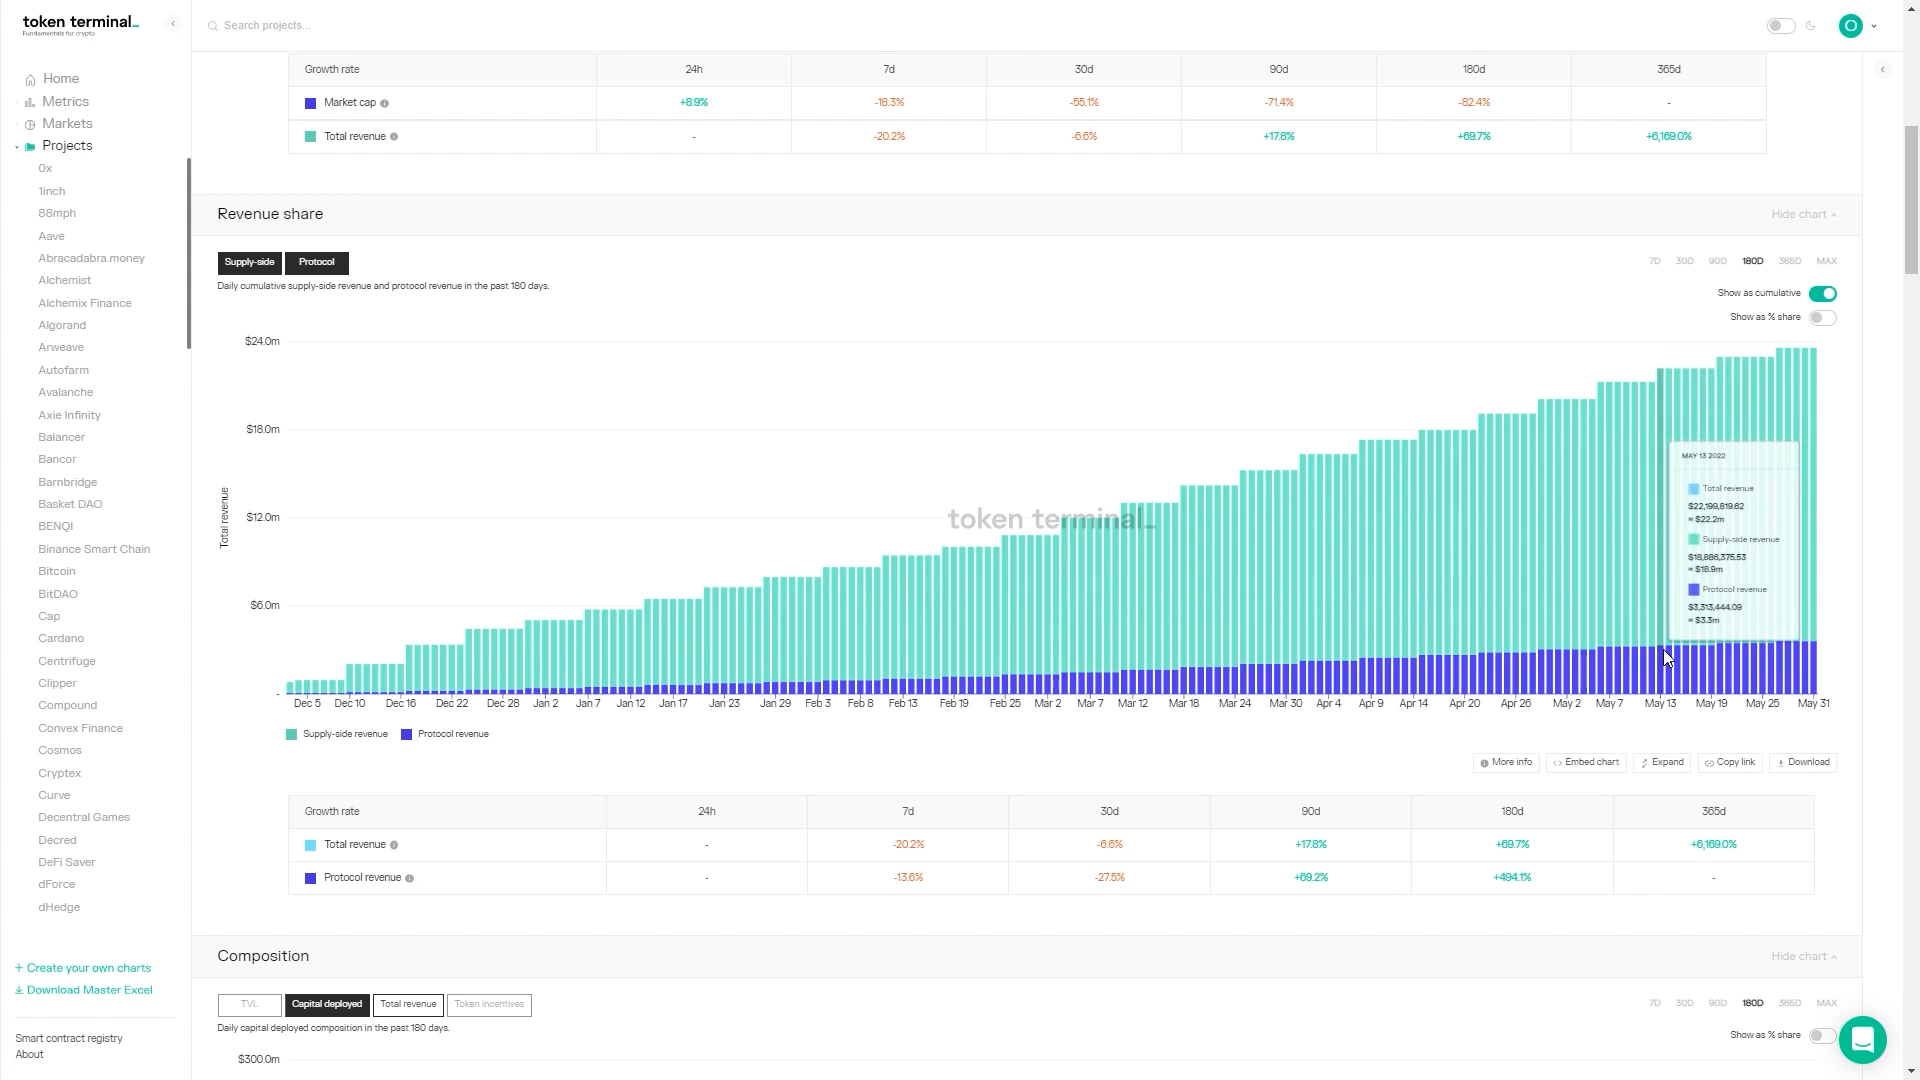 token terminal_
Fundamentals for crypto
Search projects...
O
Home
Metrics
Markets
Projects
0x
1inch
88mph
Aave
Abracadabra.money
Alchemist
Alchemix Finance
Algorand
Arweave
Autofarm
Avalanche
Axie Infinity
Balancer
Bancor
Barnbridge
Basket DAO
BENQI
Binance Smart Chain
Bitcoin
BitDAO
Cap
Cardano
Centrifuge
Clipper
Compound
Convex Finance
Cosmos
Cryptex
Curve
Decentral Games
Decred
DeFi Saver
dForce
dHedge
+ Create your own charts
Download Master Excel
Smart contract registry
About
Growth rate 24h 7d 30d 90d 180d 365d
Market cap +8.9% -18.3% -55.1% -71.4% -82.4% -
Total revenue - -20.2% -6.6% +17.8% +69.7% +6,169.0%
Revenue share
Hide chart
Supply-side Protocol
7D 30D 90D 180D 365D MAX
Daily cumulative supply-side revenue and protocol revenue in the past 180 days.
Show as cumulative
Show as % share
$24.0m
$18.0m
$12.0m
$6.0m
-
Total revenue
token terminal_
MAY 13 2022
Total revenue
$22,199,819.62
≈ $22.2m
Supply-side revenue
$18,886,375.53
≈ $18.9m
Protocol revenue
$3,313,444.09
≈ $3.3m
Dec 5 Dec 10 Dec 16 Dec 22 Dec 28 Jan 2 Jan 7 Jan 12 Jan 17 Jan 23 Jan 29 Feb 3 Feb 8 Feb 13 Feb 19 Feb 25 Mar 2 Mar 7 Mar 12 Mar 18 Mar 24 Mar 30 Apr 4 Apr 9 Apr 14 Apr 20 Apr 26 May 2 May 7 May 13 May 19 May 25 May 31
Supply-side revenue Protocol revenue
More info Embed chart Expand Copy link Download
Growth rate 24h 7d 30d 90d 180d 365d
Total revenue - -20.2% -6.6% +17.8% +69.7% +6,169.0%
Protocol revenue - -13.6% -27.5% +69.2% +494.1% -
Composition
Hide chart
TVL Capital deployed Total revenue Token incentives
7D 30D 90D 180D 365D MAX
Daily capital deployed composition in the past 180 days.
Show as % share
$300.0m